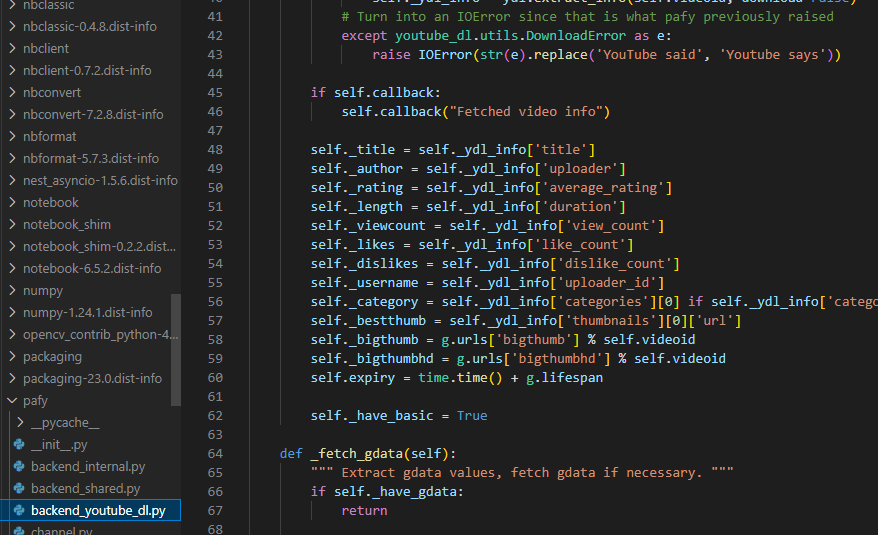 nbclassic
nbclassic-0.4.8.dist-info
nbclient
nbclient-0.7.2.dist-info
nbconvert
nbconvert-7.2.8.dist-info
nbformat
nbformat-5.7.3.dist-info
nest_asyncio-1.5.6.dist-info
notebook
notebook_shim
notebook_shim-0.2.2.dist...
notebook-6.5.2.dist-info
numpy
numpy-1.24.1.dist-info
opencv_contrib_python-4...
packaging
packaging-23.0.dist-info
pafy
__pycache__
__init__.py
backend_internal.py
backend_shared.py
backend_youtube_dl.py
channel.py
40 self._ydl_info = ydl.extract_info(self.videoid, download=False)
41 # Turn into an IOError since that is what pafy previously raised
42 except youtube_dl.utils.DownloadError as e:
43 raise IOError(str(e).replace('YouTube said', 'Youtube says'))
44
45 if self.callback:
46 self.callback("Fetched video info")
47
48 self._title = self._ydl_info['title']
49 self._author = self._ydl_info['uploader']
50 self._rating = self._ydl_info['average_rating']
51 self._length = self._ydl_info['duration']
52 self._viewcount = self._ydl_info['view_count']
53 self._likes = self._ydl_info['like_count']
54 self._dislikes = self._ydl_info['dislike_count']
55 self._username = self._ydl_info['uploader_id']
56 self._category = self._ydl_info['categories'][0] if self._ydl_info['catego
57 self._bestthumb = self._ydl_info['thumbnails'][0]['url']
58 self._bigthumb = g.urls['bigthumb'] % self.videoid
59 self._bigthumbhd = g.urls['bigthumbhd'] % self.videoid
60 self.expiry = time.time() + g.lifespan
61
62 self._have_basic = True
63
64 def _fetch_gdata(self):
65 """ Extract gdata values, fetch gdata if necessary. """
66 if self._have_gdata:
67 return
68